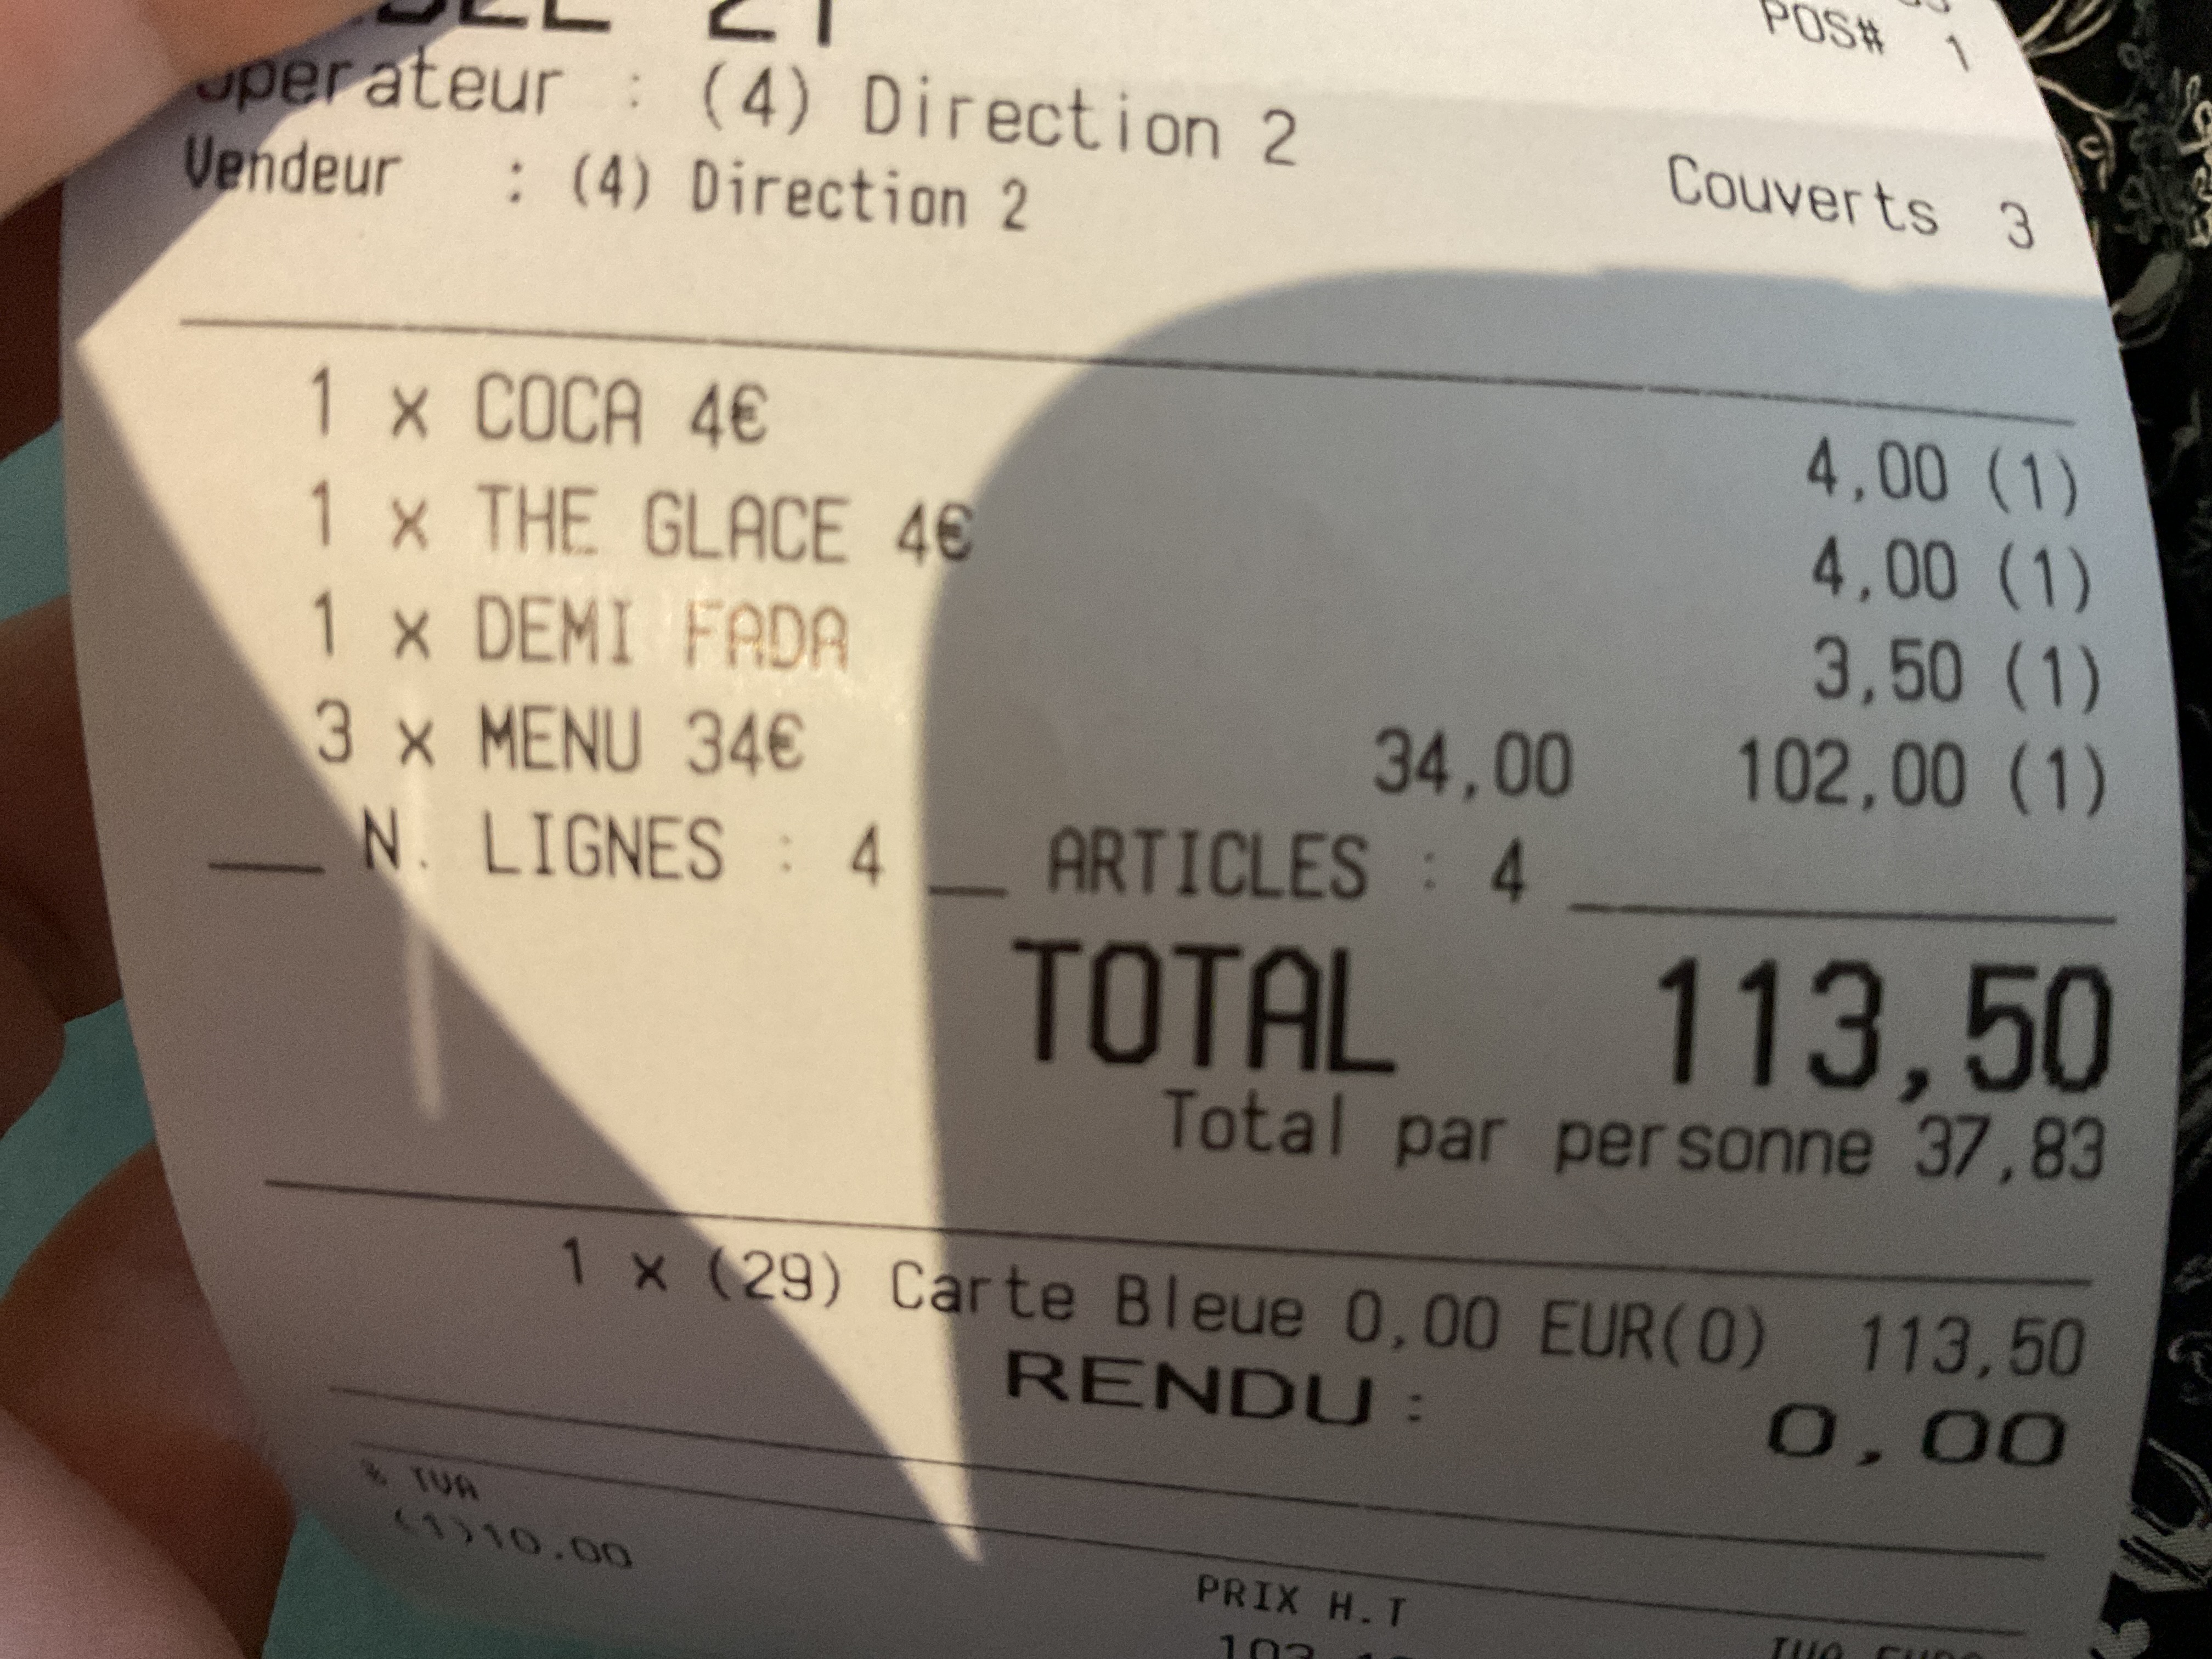 21
POS# 1
Operateur : (4) Direction 2
Vendeur : (4) Direction 2
Couverts 3
1 x COCA 4€ 4,00 (1)
1 x THE GLACE 4€ 4,00 (1)
1 x DEMI FADA 3,50 (1)
3 x MENU 34€ 34,00 102,00 (1)
N. LIGNES : 4 ARTICLES : 4
TOTAL 113,50
Total par personne 37,83
1 x (29) Carte Bleue 0,00 EUR(0) 113,50
RENDU : 0,00
% TVA PRIX H.T TVA
(1)10.00